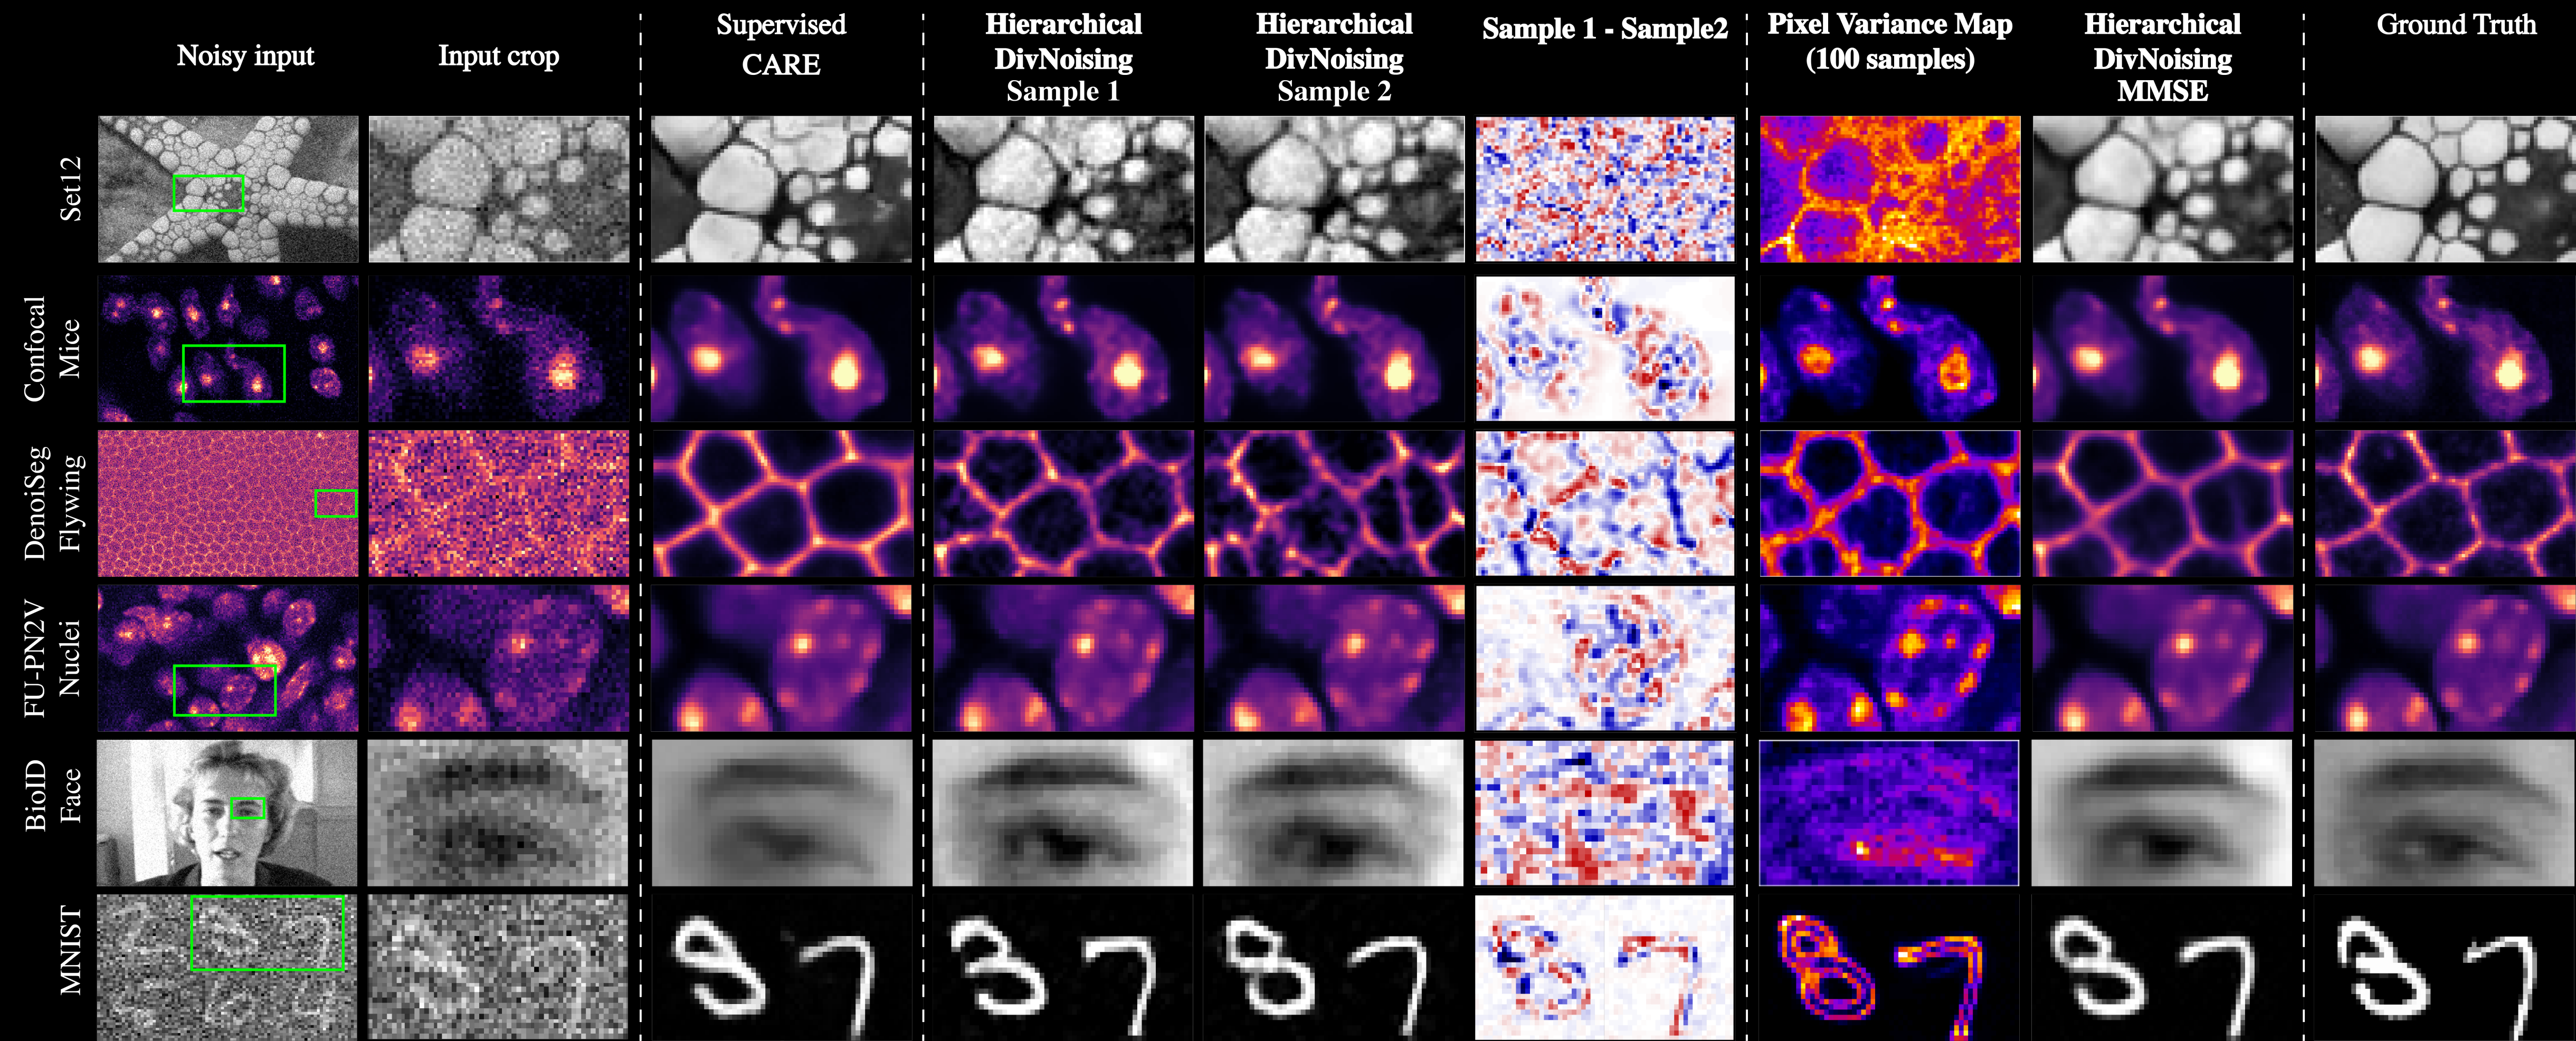 Noisy input
Input crop
Supervised
CARE
Hierarchical
DivNoising
Sample 1
Hierarchical
DivNoising
Sample 2
Sample 1 - Sample2
Pixel Variance Map
(100 samples)
Hierarchical
DivNoising
MMSE
Ground Truth
Set12
Confocal
Mice
DenoiSeg
Flywing
FU-PN2V
Nuclei
BioID
Face
MNIST